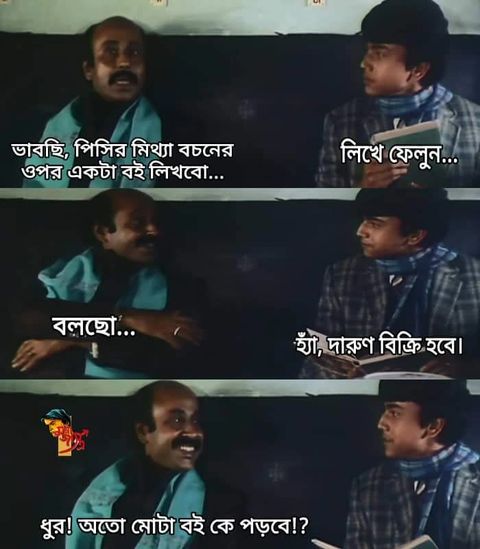 ভাবছি, পিসির মিথ্যা বচনের
ওপর একটা বই লিখবো...
লিখে ফেলুন...
বলছো...
হ্যাঁ, দারুণ বিক্রি হবে।
ধুর! অতো মোটা বই কে পড়বে!?